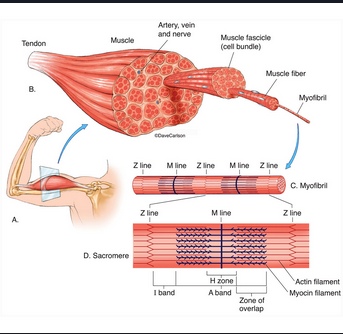 Artery, vein
and nerve
Tendon
Muscle
Muscle fascicle
(cell bundle)
Muscle fiber
Myofibril
B.
©DaveCarlson
Z line
M line
Z line
M line
Z line
C. Myofibril
A.
Z line
M line
Z line
D. Sacromere
H zone
Actin filament
I band
A band
Myocin filament
Zone of
overlap